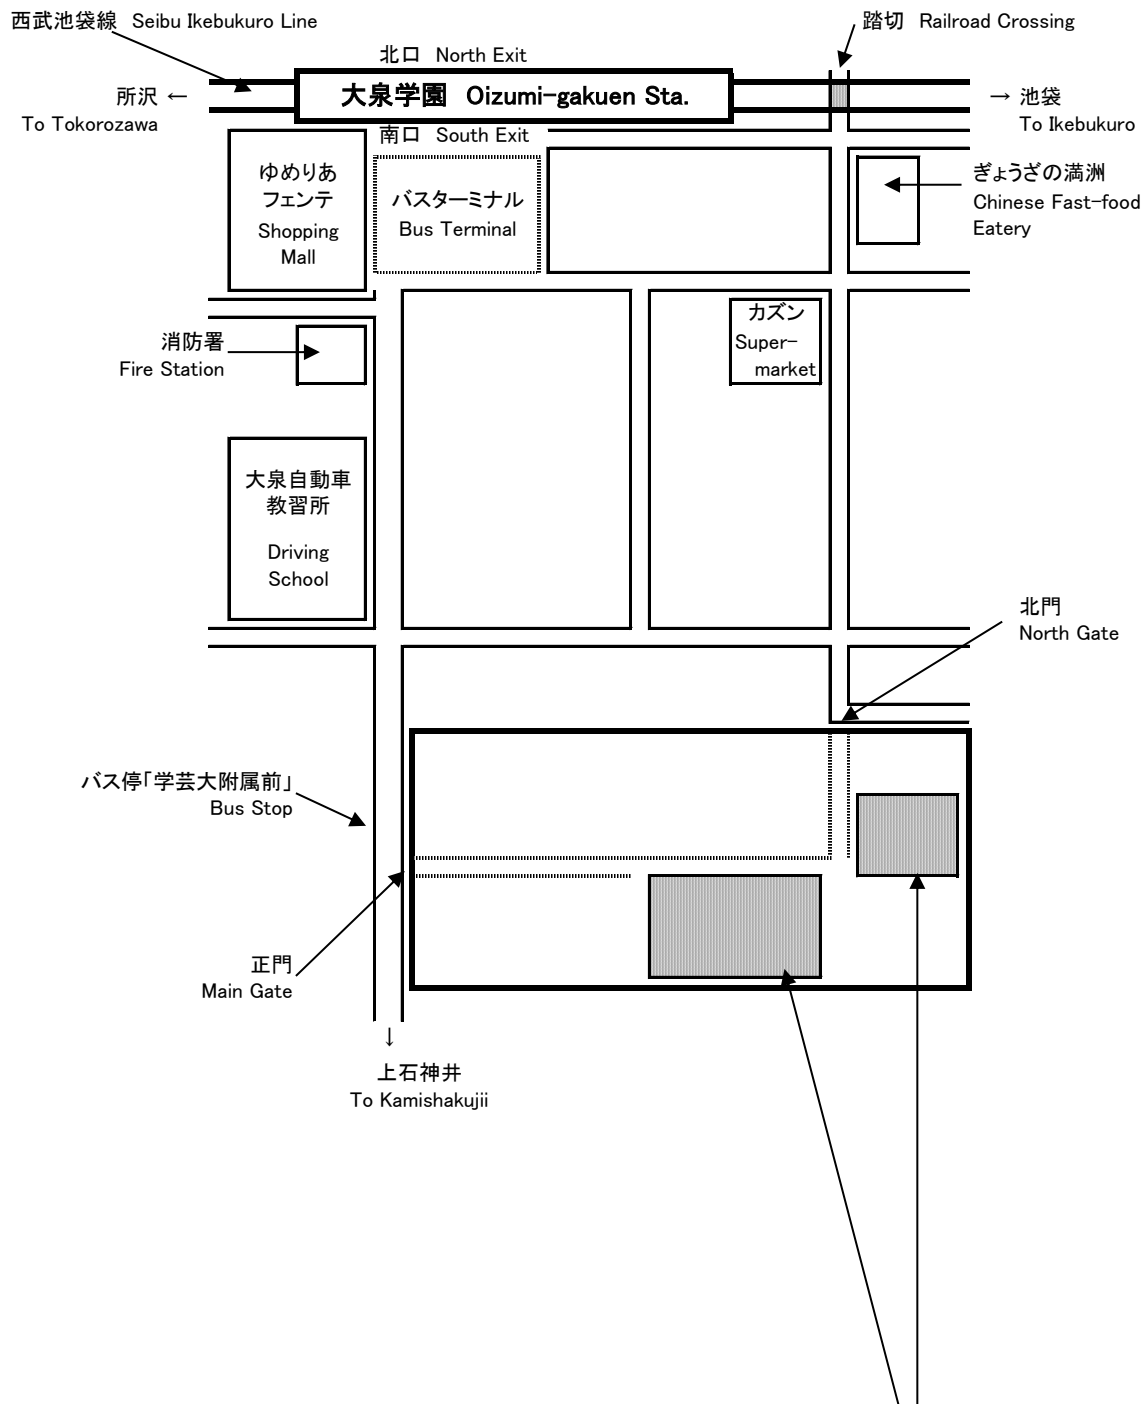 西武池袋線 Seibu Ikebukuro Line
踏切 Railroad Crossing
北口 North Exit
所沢 ←
To Tokorozawa
大泉学園 Oizumi-gakuen Sta.
→ 池袋
To Ikebukuro
南口 South Exit
ゆめりあ
フェンテ
Shopping
Mall
バスターミナル
Bus Terminal
ぎょうざの満洲
Chinese Fast-food
Eatery
カズン
Super-
market
消防署
Fire Station
大泉自動車
教習所
Driving
School
北門
North Gate
バス停「学芸大附属前」
Bus Stop
正門
Main Gate
↓
上石神井
To Kamishakujii